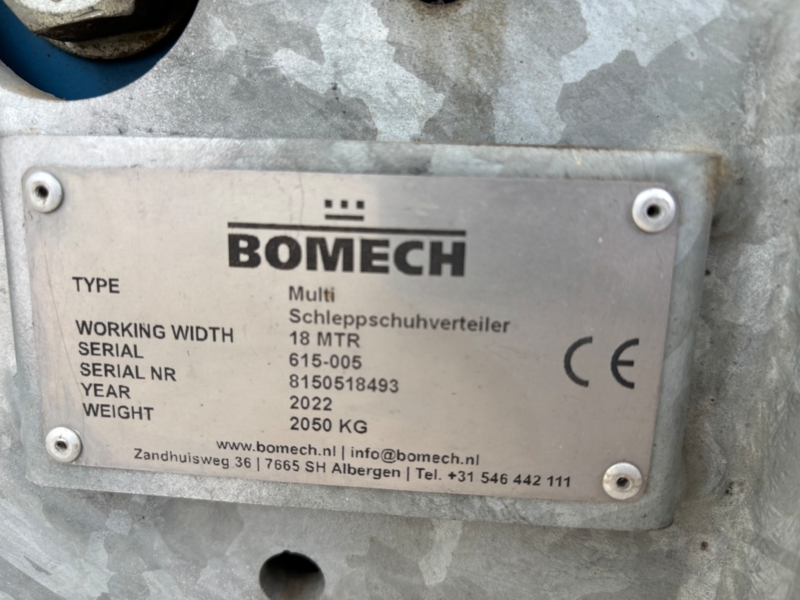 BOMECH
TYPE Multi
Schleppschuhverteiler
WORKING WIDTH 18 MTR
SERIAL 615-005
SERIAL NR 8150518493
YEAR 2022
WEIGHT 2050 KG
CE
www.bomech.nl | info@bomech.nl
Zandhuisweg 36 | 7665 SH Albergen | Tel. +31 546 442 111